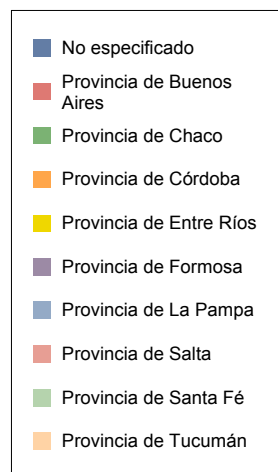 No especificado
Provincia de Buenos
Aires
Provincia de Chaco
Provincia de Córdoba
Provincia de Entre Ríos
Provincia de Formosa
Provincia de La Pampa
Provincia de Salta
Provincia de Santa Fé
Provincia de Tucumán